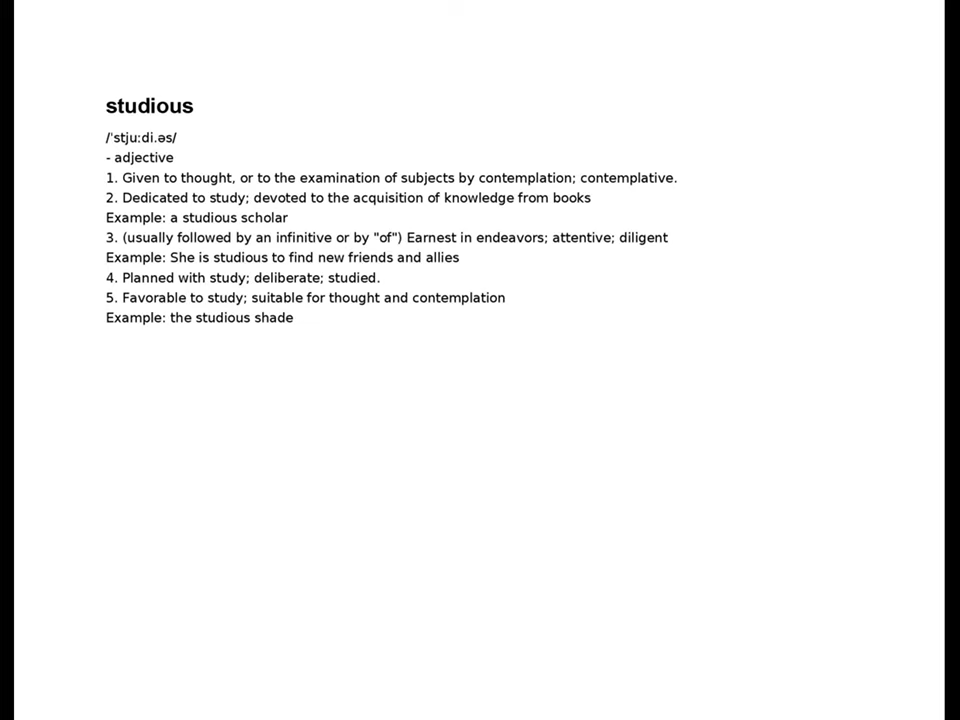 studious
/ˈstjuːdi.əs/
- adjective
1. Given to thought, or to the examination of subjects by contemplation; contemplative.
2. Dedicated to study; devoted to the acquisition of knowledge from books
Example: a studious scholar
3. (usually followed by an infinitive or by "of") Earnest in endeavors; attentive; diligent
Example: She is studious to find new friends and allies
4. Planned with study; deliberate; studied.
5. Favorable to study; suitable for thought and contemplation
Example: the studious shade